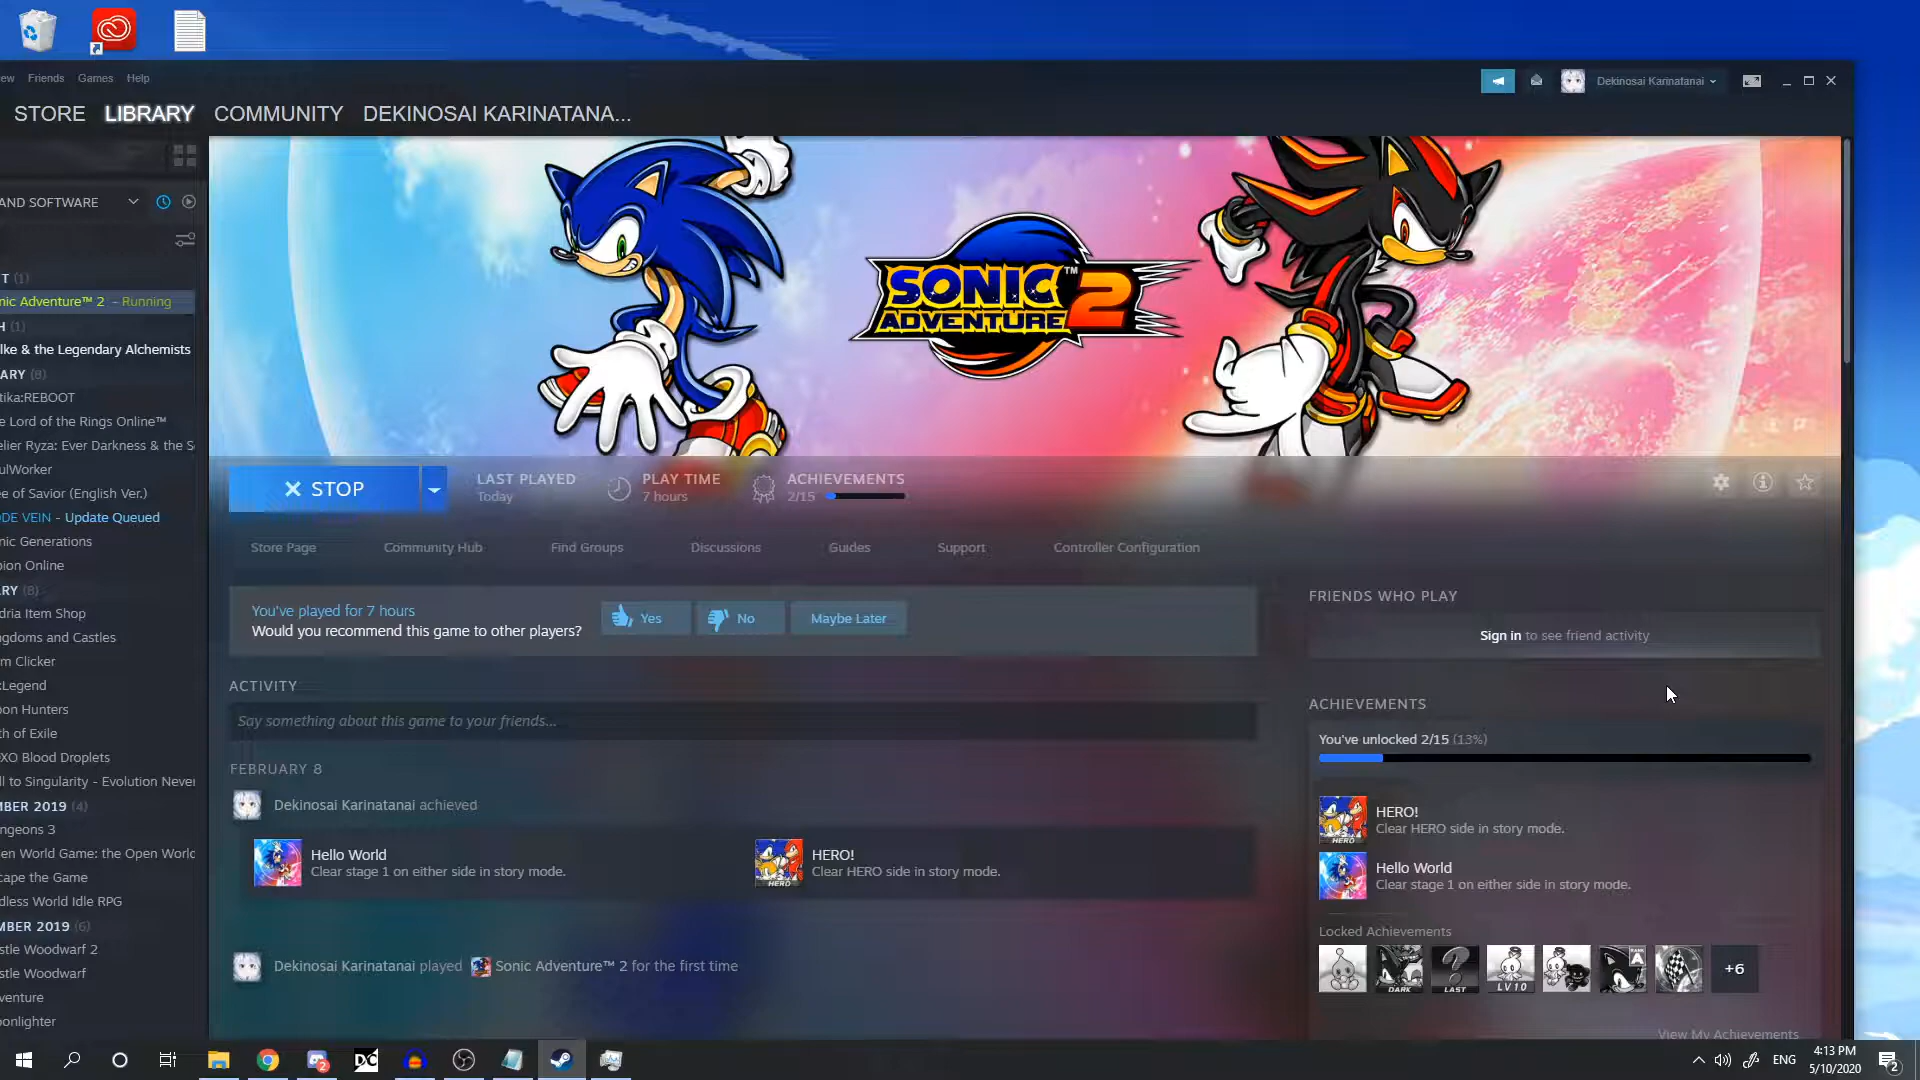 ew Friends Games Help
Dekinosai Karinatanai
STORE LIBRARY COMMUNITY DEKINOSAI KARINATANA...
AND SOFTWARE
T (1)
nic Adventure™ 2 - Running
H (1)
lke & the Legendary Alchemists
ARY (8)
tika:REBOOT
e Lord of the Rings Online™
elier Ryza: Ever Darkness & the S
ulWorker
ee of Savior (English Ver.)
DE VEIN - Update Queued
nic Generations
pion Online
RY (8)
dria Item Shop
ngdoms and Castles
m Clicker
:Legend
oon Hunters
th of Exile
XO Blood Droplets
ll to Singularity - Evolution Never
MBER 2019 (4)
ngeons 3
en World Game: the Open World
cape the Game
dless World Idle RPG
MBER 2019 (6)
stle Woodwarf 2
stle Woodwarf
venture
oonlighter
SONIC™
ADVENTURE 2
STOP
LAST PLAYED
Today
PLAY TIME
7 hours
ACHIEVEMENTS
2/15
Store Page Community Hub Find Groups Discussions Guides Support Controller Configuration
You've played for 7 hours
Would you recommend this game to other players?
Yes No Maybe Later
ACTIVITY
Say something about this game to your friends...
FEBRUARY 8
Dekinosai Karinatanai achieved
Hello World
Clear stage 1 on either side in story mode.
HERO
HERO!
Clear HERO side in story mode.
Dekinosai Karinatanai played Sonic Adventure™ 2 for the first time
FRIENDS WHO PLAY
Sign in to see friend activity
ACHIEVEMENTS
You've unlocked 2/15 (13%)
HERO
HERO!
Clear HERO side in story mode.
Hello World
Clear stage 1 on either side in story mode.
Locked Achievements
DARK
LAST
LV10
RANK A
+6
View My Achievements
DC
2
ENG
4:13 PM
5/10/2020
2